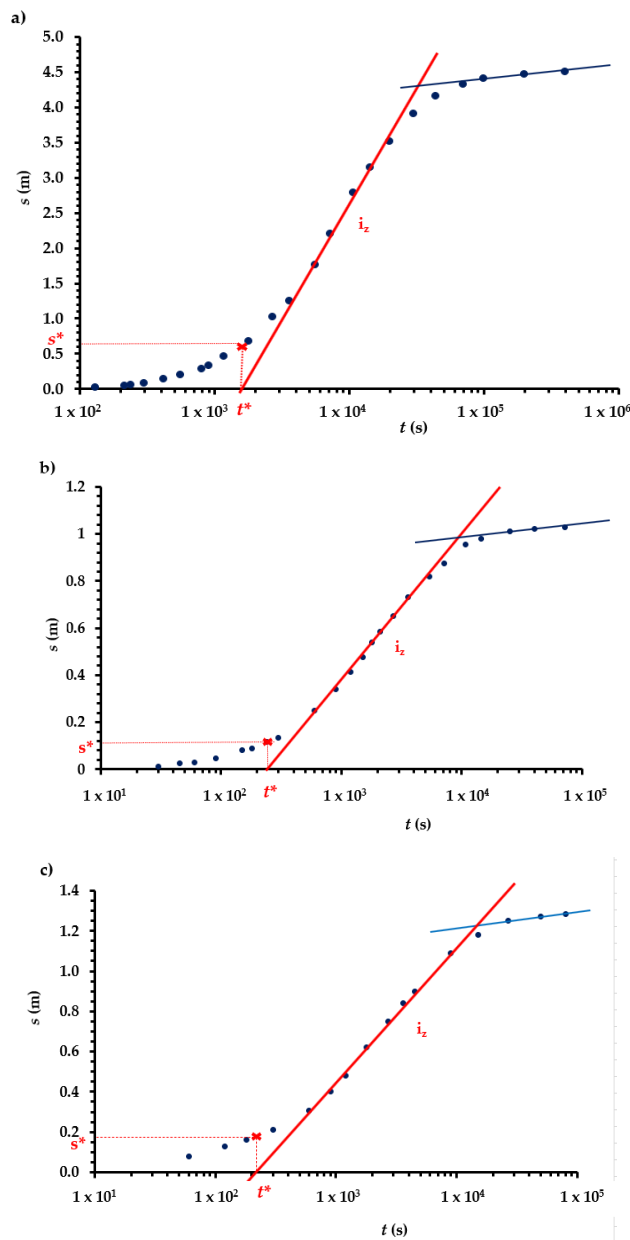 a)
5.0
4.5
4.0
3.5
3.0
2.5
2.0
1.5
1.0
0.5
0.0
s (m)
s*
i_z
t*
1 x 10² 1 x 10³ 1 x 10⁴ 1 x 10⁵ 1 x 10⁶
t (s)
b)
1.2
1
0.8
0.6
0.4
0.2
0
s (m)
s*
i_z
t*
1 x 10¹ 1 x 10² 1 x 10³ 1 x 10⁴ 1 x 10⁵
t (s)
c)
1.4
1.2
1.0
0.8
0.6
0.4
0.2
0.0
s (m)
s*
i_z
t*
1 x 10¹ 1 x 10² 1 x 10³ 1 x 10⁴ 1 x 10⁵
t (s)